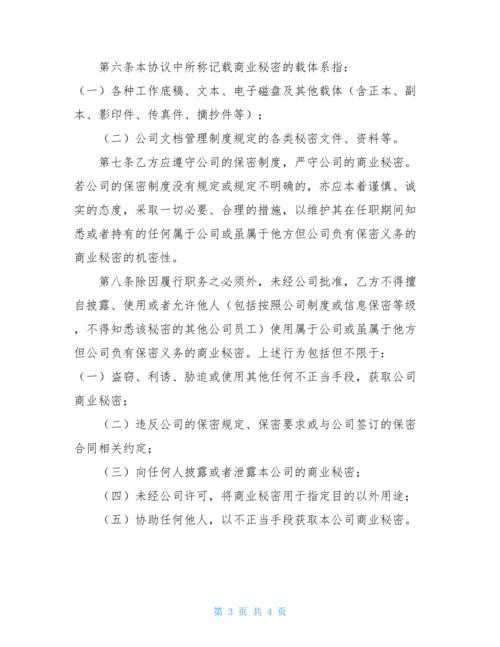 第六条本协议中所称记载商业秘密的载体系指：
（一）各种工作底稿、文本、电子磁盘及其他载体（含正本、副
本、影印件、传真件、摘抄件等）；
（二）公司文档管理制度规定的各类秘密文件、资料等。
第七条乙方应遵守公司的保密制度，严守公司的商业秘密。
若公司的保密制度没有规定或规定不明确的，亦应本着谨慎、诚
实的态度，采取一切必要、合理的措施，以维护其在任职期间知
悉或者持有的任何属于公司或虽属于他方但公司负有保密义务的
商业秘密的机密性。
第八条除因履行职务之必须外，未经公司批准，乙方不得擅
自披露、使用或者允许他人（包括按照公司制度或信息保密等级
，不得知悉该秘密的其他公司员工）使用属于公司或虽属于他方
但公司负有保密义务的商业秘密。上述行为包括但不限于：
（一）盗窃、利诱、胁迫或使用其他任何不正当手段，获取公司
商业秘密；
（二）违反公司的保密规定、保密要求或与公司签订的保密
合同相关约定；
（三）向任何人披露或者泄露本公司的商业秘密；
（四）未经公司许可，将商业秘密用于指定目的以外用途；
（五）协助任何他人，以不正当手段获取本公司商业秘密。
第 3 页 共 4 页